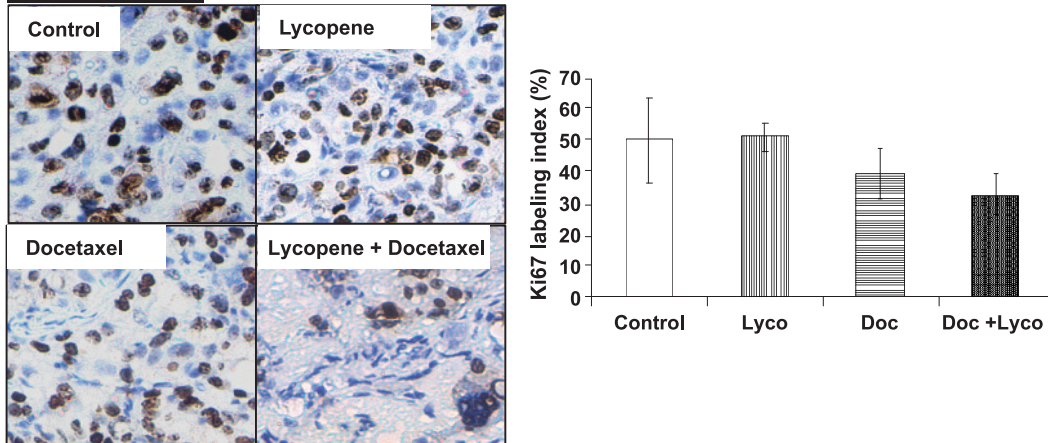 Control
Lycopene
Docetaxel
Lycopene + Docetaxel
Ki67 labeling index (%)
70
60
50
40
30
20
10
0
Control
Lyco
Doc
Doc +Lyco